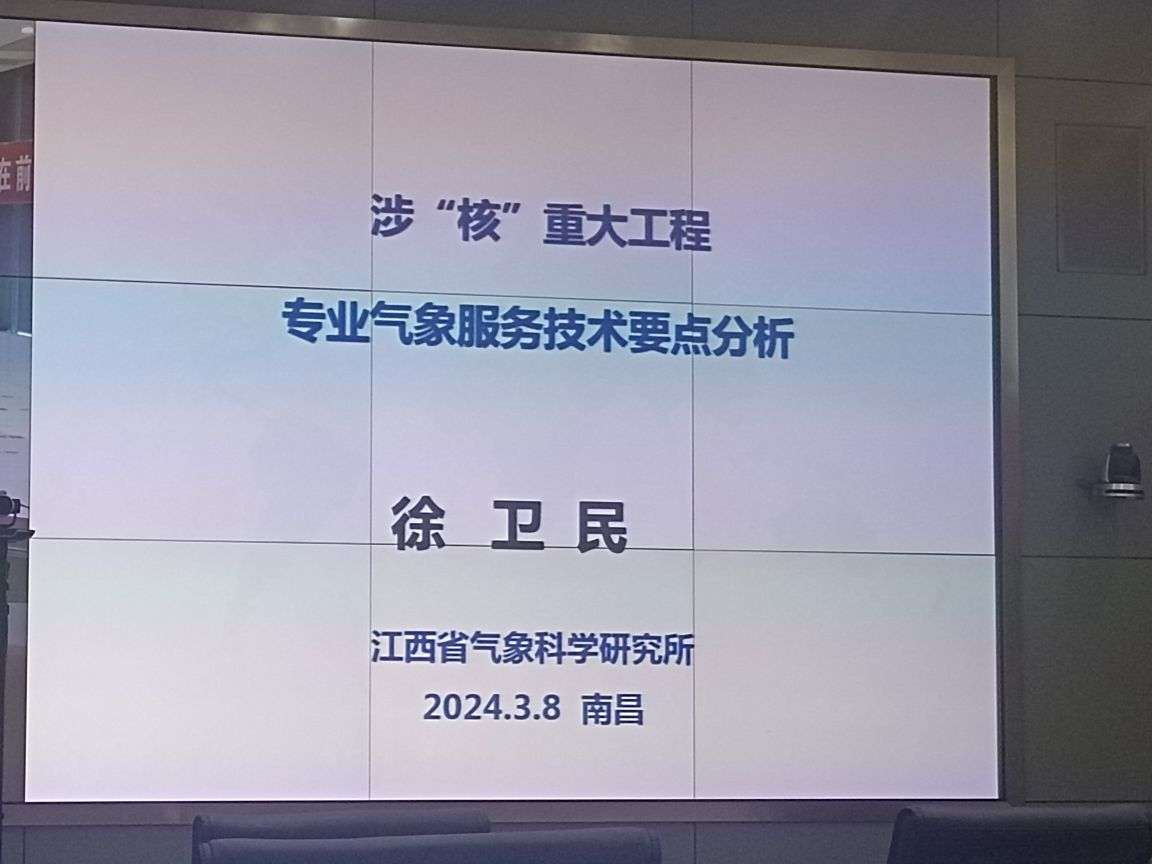 在前
涉“核”重大工程
专业气象服务技术要点分析
徐 卫 民
江西省气象科学研究所
2024.3.8 南昌